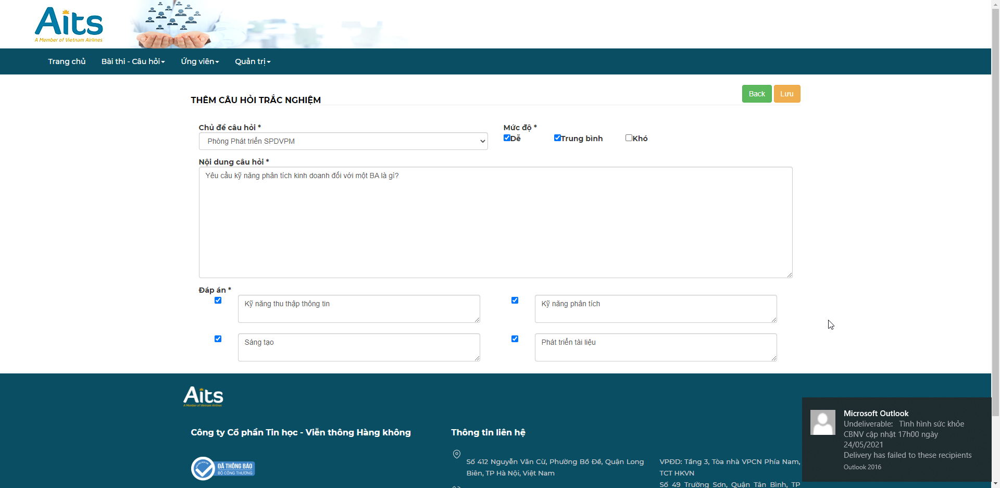 Aits
A Member of Vietnam Airlines
Trang chủ
Bài thi - Câu hỏi
Ứng viên
Quản trị
THÊM CÂU HỎI TRẮC NGHIỆM
Back
Lưu
Chủ đề câu hỏi *
Mức độ *
Phòng Phát triển SPDVPM
Dễ
Trung bình
Khó
Nội dung câu hỏi *
Yêu cầu kỹ năng phân tích kinh doanh đối với một BA là gì?
Đáp án *
Kỹ năng thu thập thông tin
Kỹ năng phân tích
Sáng tạo
Phát triển tài liệu
Aits
A Member of Vietnam Airlines
Công ty Cổ phần Tin học - Viễn thông Hàng không
ĐÃ THÔNG BÁO
BỘ CÔNG THƯƠNG
Thông tin liên hệ
Số 412 Nguyễn Văn Cừ, Phường Bồ Đề, Quận Long
Biên, TP Hà Nội, Việt Nam
VPĐD: Tầng 3, Tòa nhà VPCN Phía Nam,
TCT HKVN
Số 49 Trường Sơn, Quận Tân Bình, TP
Microsoft Outlook
Undeliverable: Tình hình sức khỏe
CBNV cập nhật 17h00 ngày
24/05/2021
Delivery has failed to these recipients
Outlook 2016